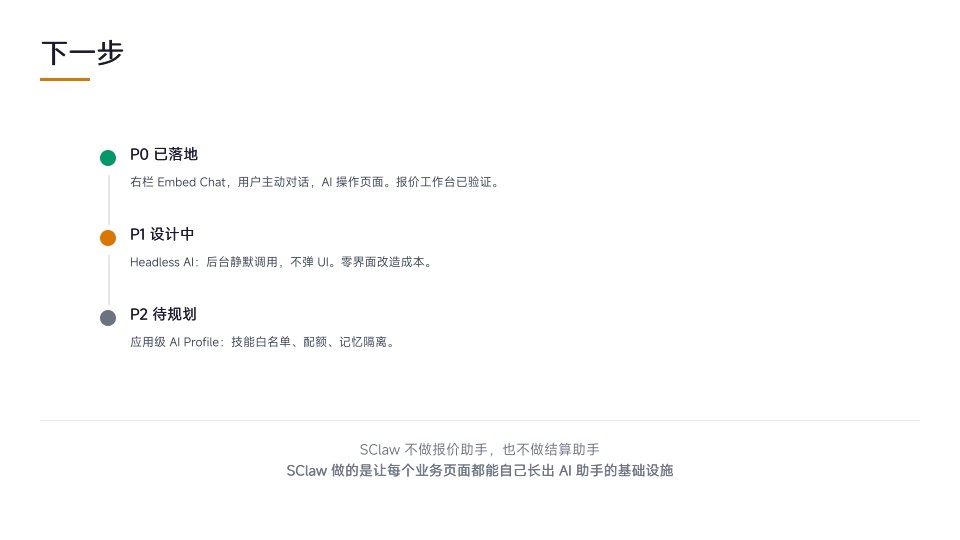 下一步
P0 已落地
右栏 Embed Chat，用户主动对话，AI 操作页面。报价工作台已验证。
P1 设计中
Headless AI：后台静默调用，不弹 UI。零界面改造成本。
P2 待规划
应用级 AI Profile：技能白名单、配额、记忆隔离。
SClaw 不做报价助手，也不做结算助手
SClaw 做的是让每个业务页面都能自己长出 AI 助手的基础设施